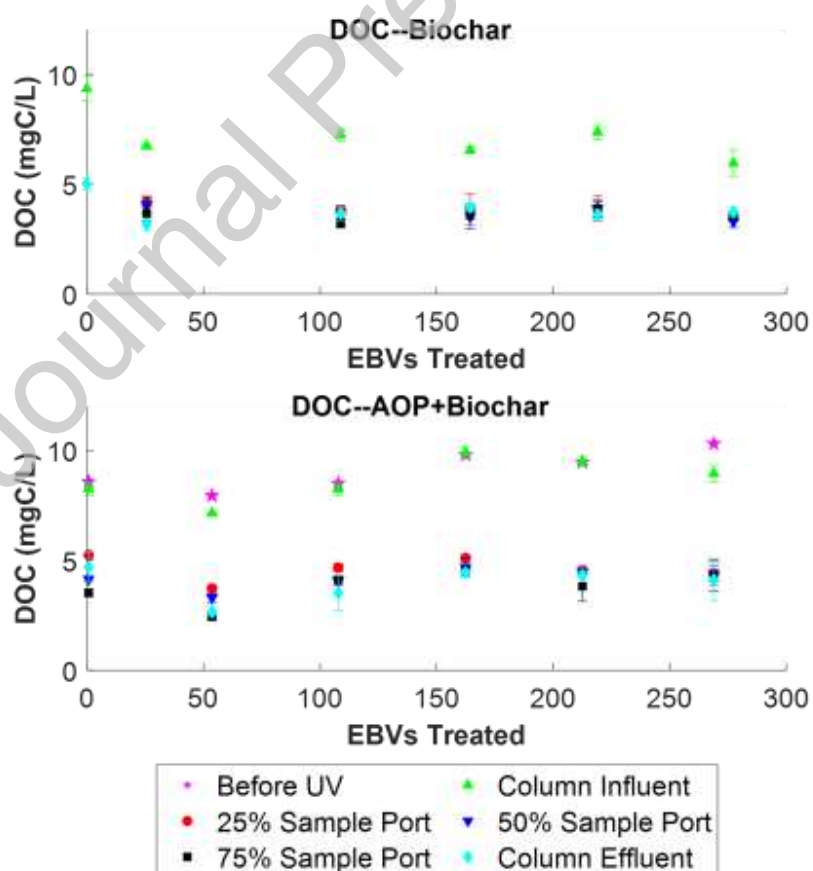 Journal Pre
DOC--Biochar
DOC (mgC/L)
10
5
0
0 50 100 150 200 250 300
EBVs Treated
DOC--AOP+Biochar
DOC (mgC/L)
10
5
0
0 50 100 150 200 250 300
EBVs Treated
Before UV Column Influent
25% Sample Port 50% Sample Port
75% Sample Port Column Effluent